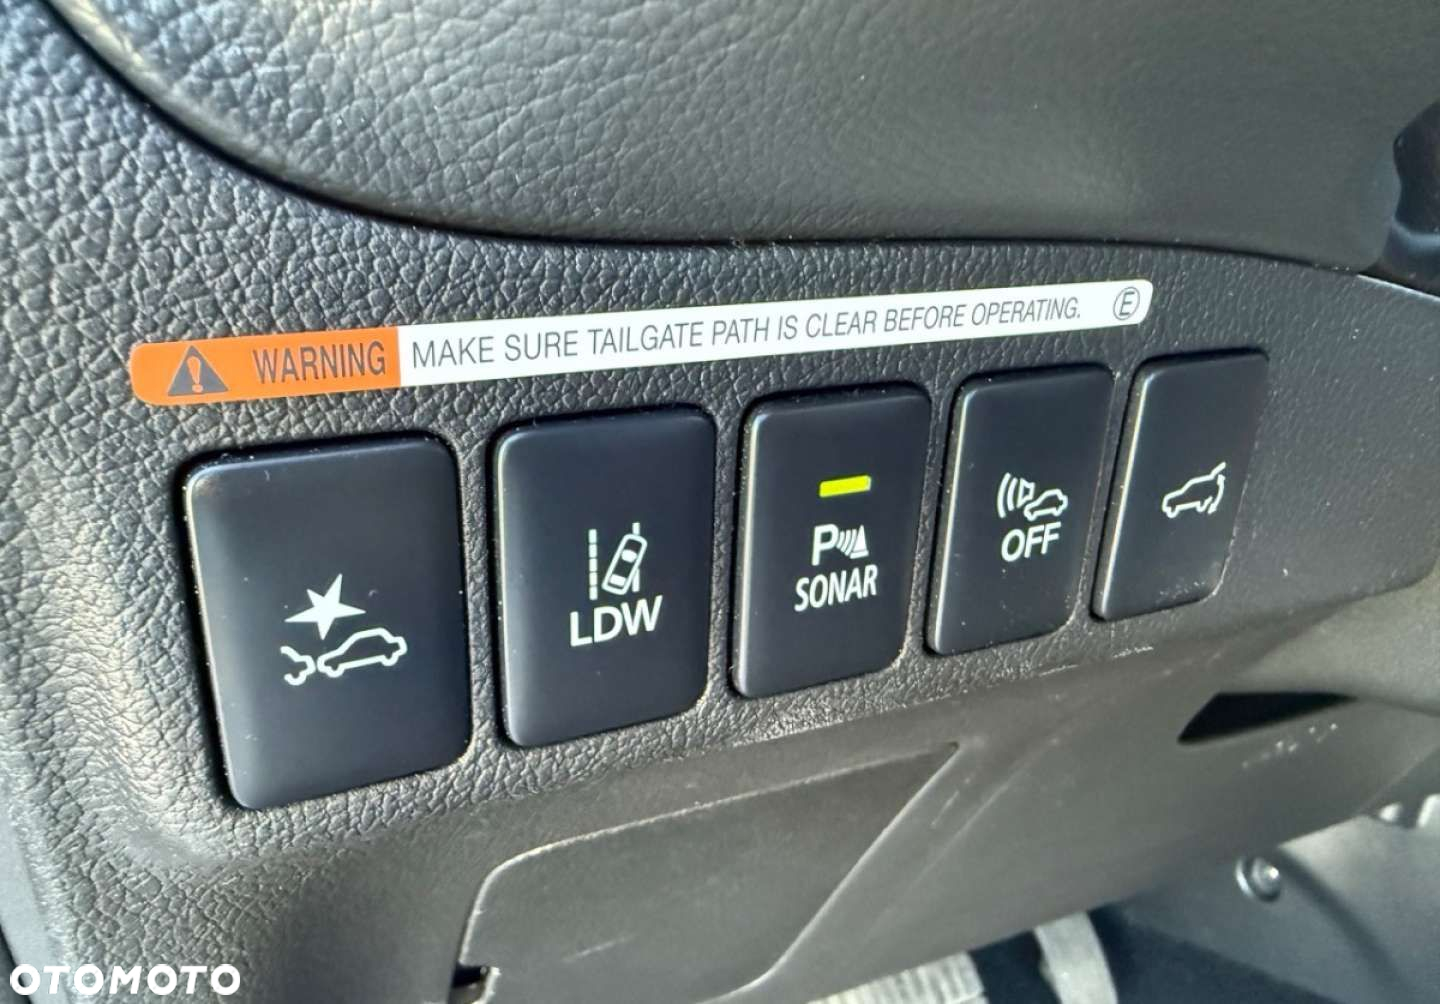 WARNING MAKE SURE TAILGATE PATH IS CLEAR BEFORE OPERATING. E
LDW
P
SONAR
OFF
OTOMOTO